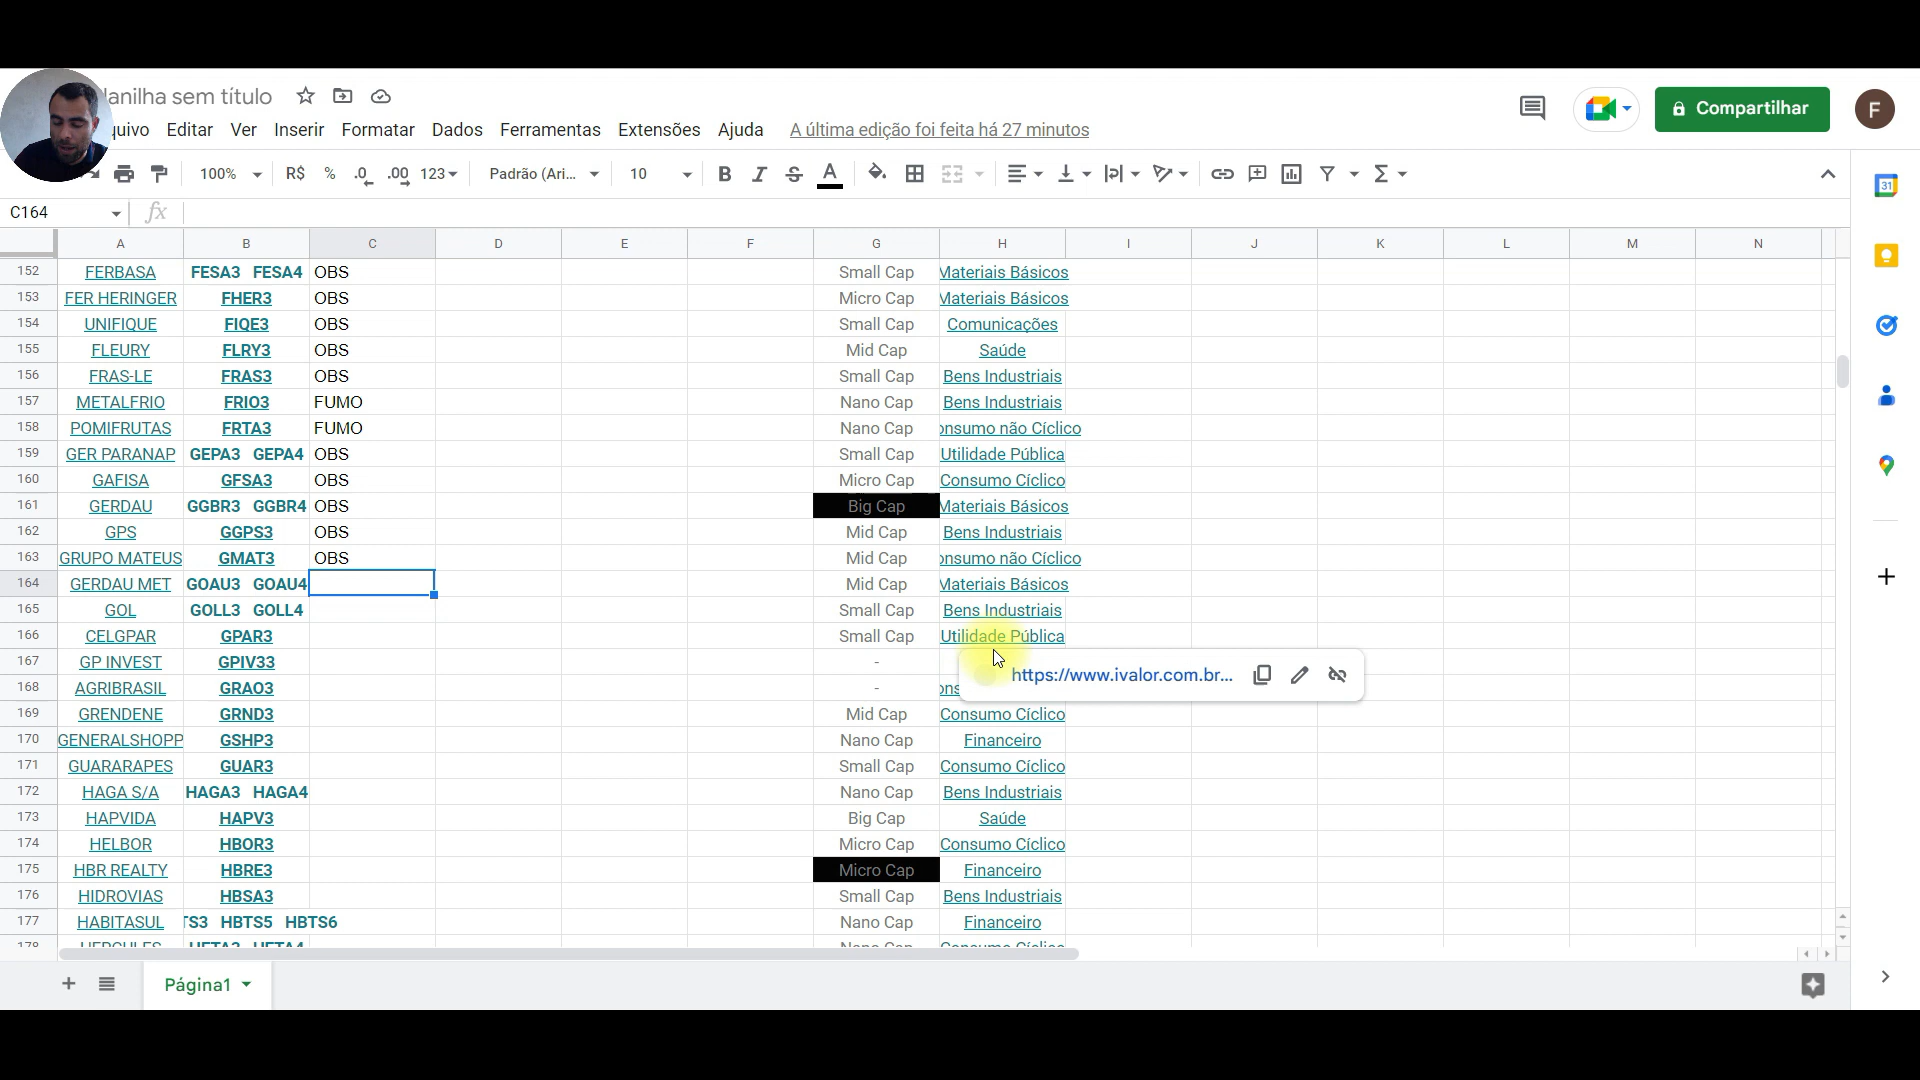 lanilha sem título
quivo Editar Ver Inserir Formatar Dados Ferramentas Extensões Ajuda A última edição foi feita há 27 minutos
Compartilhar
F
100% R$ % .0 .00 123 Padrão (Ari... 10 B I S A Σ
31
C164 fx
A B C D E F G H I J K L M N
152 FERBASA FESA3 FESA4 OBS Small Cap Materiais Básicos
153 FER HERINGER FHER3 OBS Micro Cap Materiais Básicos
154 UNIFIQUE FIQE3 OBS Small Cap Comunicações
155 FLEURY FLRY3 OBS Mid Cap Saúde
156 FRAS-LE FRAS3 OBS Small Cap Bens Industriais
157 METALFRIO FRIO3 FUMO Nano Cap Bens Industriais
158 POMIFRUTAS FRTA3 FUMO Nano Cap onsumo não Cíclico
159 GER PARANAP GEPA3 GEPA4 OBS Small Cap Utilidade Pública
160 GAFISA GFSA3 OBS Micro Cap Consumo Cíclico
161 GERDAU GGBR3 GGBR4 OBS Big Cap Materiais Básicos
162 GPS GGPS3 OBS Mid Cap Bens Industriais
163 GRUPO MATEUS GMAT3 OBS Mid Cap onsumo não Cíclico
164 GERDAU MET GOAU3 GOAU4 Mid Cap Materiais Básicos
165 GOL GOLL3 GOLL4 Small Cap Bens Industriais
166 CELGPAR GPAR3 Small Cap Utilidade Pública
167 GP INVEST GPIV33 -
https://www.ivalor.com.br...
168 AGRIBRASIL GRAO3 - ons
169 GRENDENE GRND3 Mid Cap Consumo Cíclico
170 GENERALSHOPP GSHP3 Nano Cap Financeiro
171 GUARARAPES GUAR3 Small Cap Consumo Cíclico
172 HAGA S/A HAGA3 HAGA4 Nano Cap Bens Industriais
173 HAPVIDA HAPV3 Big Cap Saúde
174 HELBOR HBOR3 Micro Cap Consumo Cíclico
175 HBR REALTY HBRE3 Micro Cap Financeiro
176 HIDROVIAS HBSA3 Small Cap Bens Industriais
177 HABITASUL TS3 HBTS5 HBTS6 Nano Cap Financeiro
178 HERCULES HETA3 HETA4 Nano Cap Consumo Cíclico
Página1